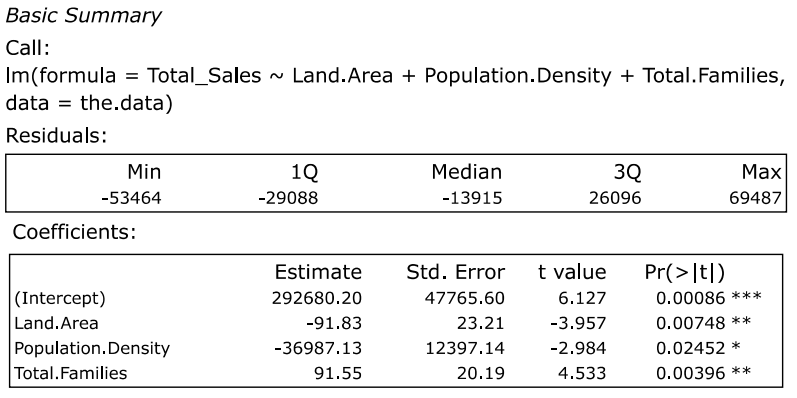 Basic Summary
Call:
lm(formula = Total_Sales ~ Land.Area + Population.Density + Total.Families,
data = the.data)
Residuals:
Min 1Q Median 3Q Max
-53464 -29088 -13915 26096 69487
Coefficients:
Estimate Std. Error t value Pr(>|t|)
(Intercept) 292680.20 47765.60 6.127 0.00086 ***
Land.Area -91.83 23.21 -3.957 0.00748 **
Population.Density -36987.13 12397.14 -2.984 0.02452 *
Total.Families 91.55 20.19 4.533 0.00396 **